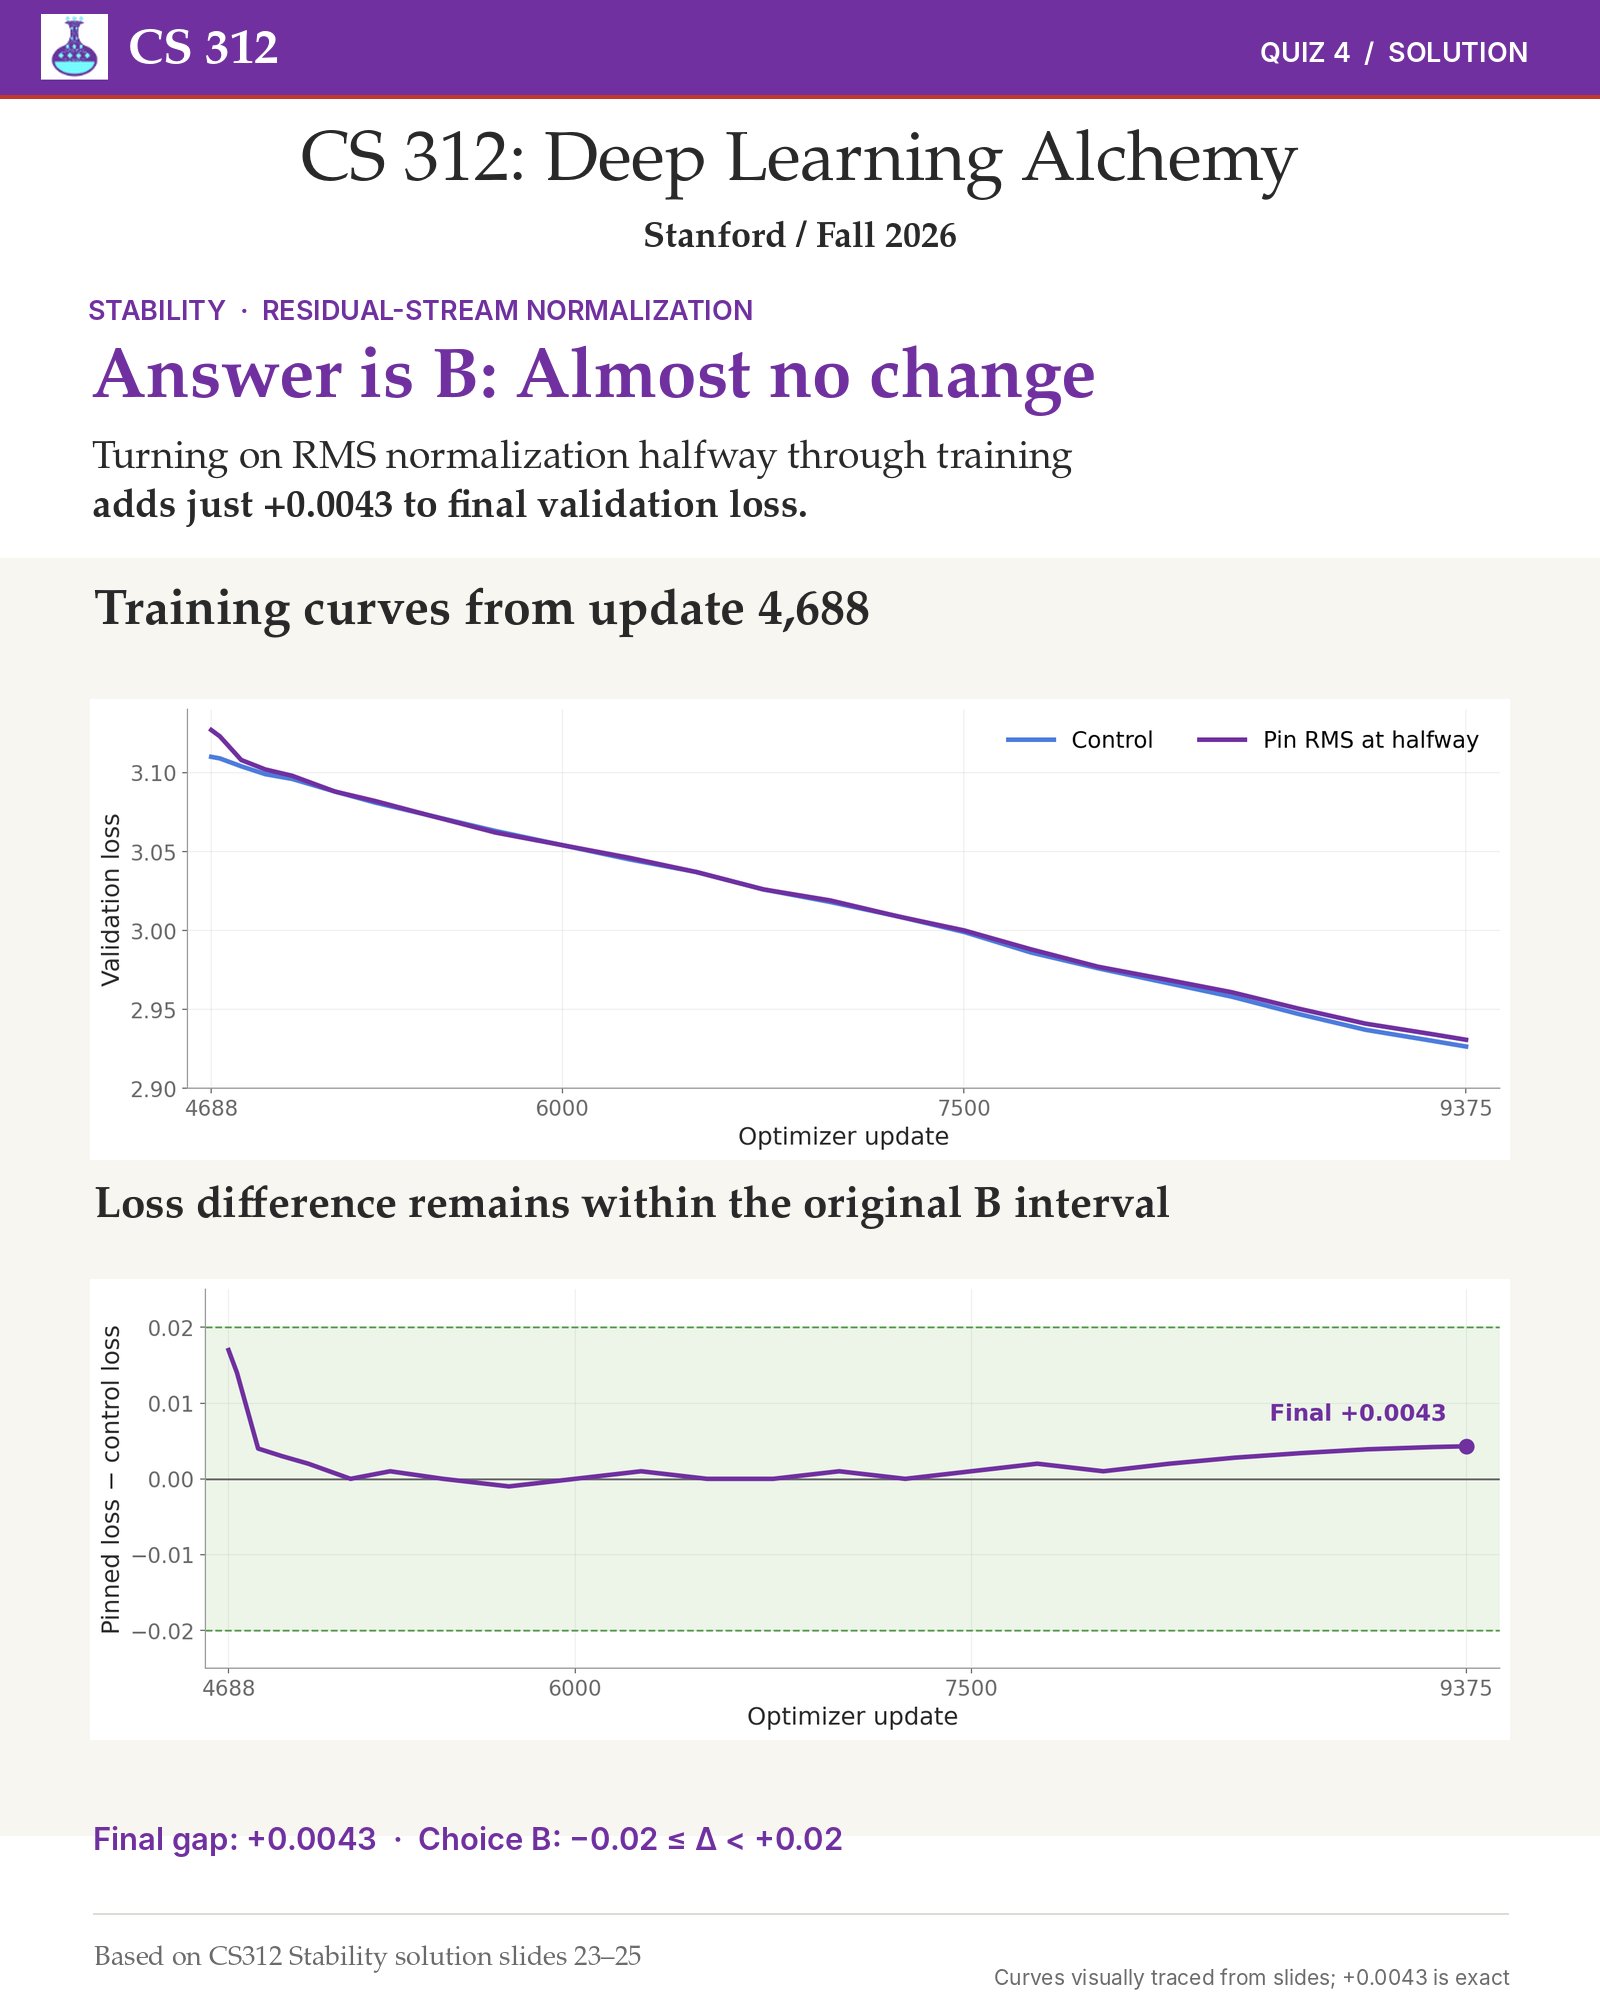 CS 312
QUIZ 4 / SOLUTION
CS 312: Deep Learning Alchemy
Stanford / Fall 2026
STABILITY · RESIDUAL-STREAM NORMALIZATION
Answer is B: Almost no change
Turning on RMS normalization halfway through training
adds just +0.0043 to final validation loss.
Training curves from update 4,688
Control
Pin RMS at halfway
Validation loss
3.10
3.05
3.00
2.95
2.90
4688
6000
7500
9375
Optimizer update
Loss difference remains within the original B interval
Pinned loss − control loss
0.02
0.01
0.00
−0.01
−0.02
Final +0.0043
4688
6000
7500
9375
Optimizer update
Final gap: +0.0043 · Choice B: −0.02 ≤ Δ < +0.02
Based on CS312 Stability solution slides 23–25
Curves visually traced from slides; +0.0043 is exact